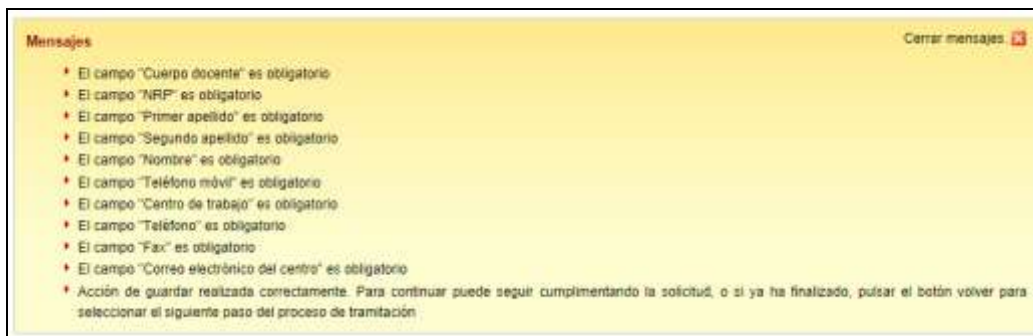 Mensajes
Cerrar mensajes
El campo "Cuerpo docente" es obligatorio
El campo "NRP" es obligatorio
El campo "Primer apellido" es obligatorio
El campo "Segundo apellido" es obligatorio
El campo "Nombre" es obligatorio
El campo "Teléfono móvil" es obligatorio
El campo "Centro de trabajo" es obligatorio
El campo "Teléfono" es obligatorio
El campo "Fax" es obligatorio
El campo "Correo electrónico del centro" es obligatorio
Acción de guardar realizada correctamente. Para continuar puede seguir cumplimentando la solicitud, o si ya ha finalizado, pulsar el botón volver para
seleccionar el siguiente paso del proceso de tramitación